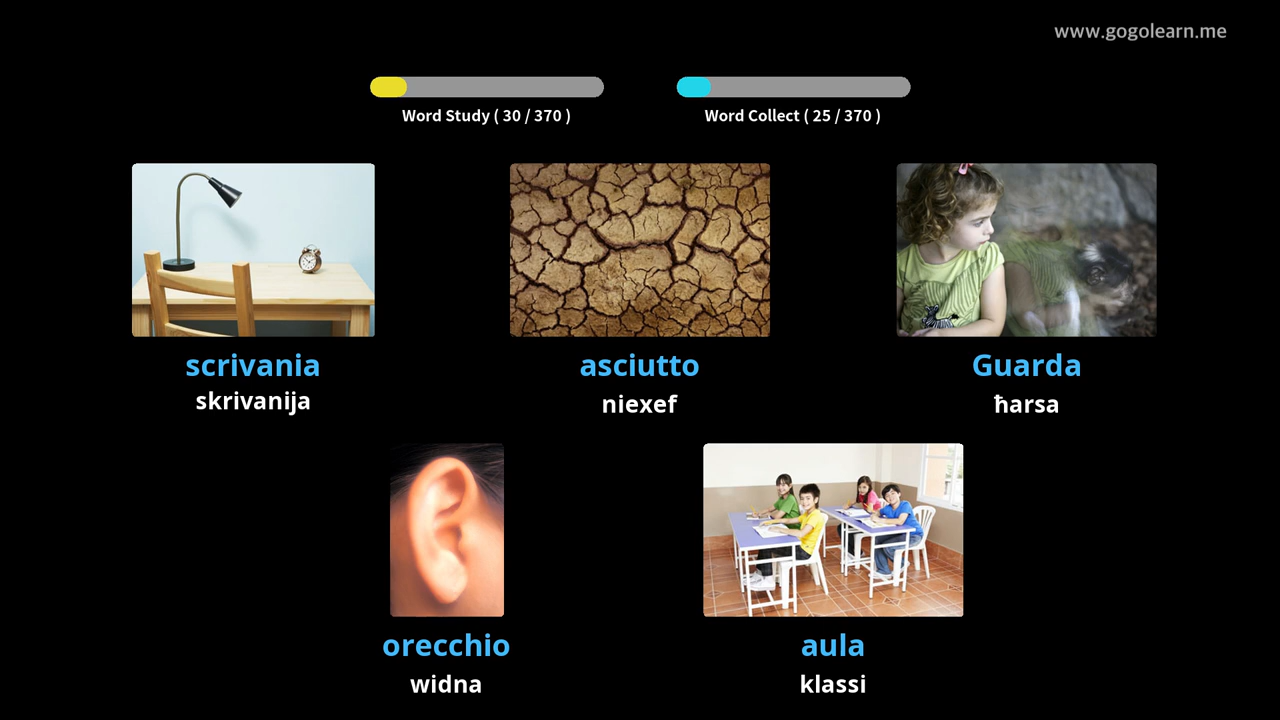 www.gogolearn.me
Word Study ( 30 / 370 )
Word Collect ( 25 / 370 )
scrivania
skrivanija
asciutto
niexef
Guarda
ħarsa
orecchio
widna
aula
klassi